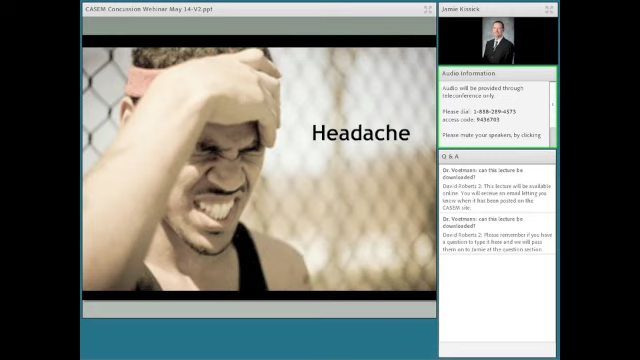 CASEM Concussion Webinar May 14-V2.ppt
Headache
Jamie Kissick
Audio Information
Audio will be provided through
teleconference only.
Please dial: 1-888-289-4573
access code: 9436703
Please mute your speakers, by clicking
Q & A
Dr. Voetmann: can this lecture be
downloaded?
David Roberts 2: This lecture will be available
online. You will receive an email letting you
know when it has been posted on the
CASEM site.
Dr. Voetmann: can this lecture be
downloaded?
David Roberts 2: Please remember if you have
a question to type it here and we will pass
them on to Jamie at the question section.